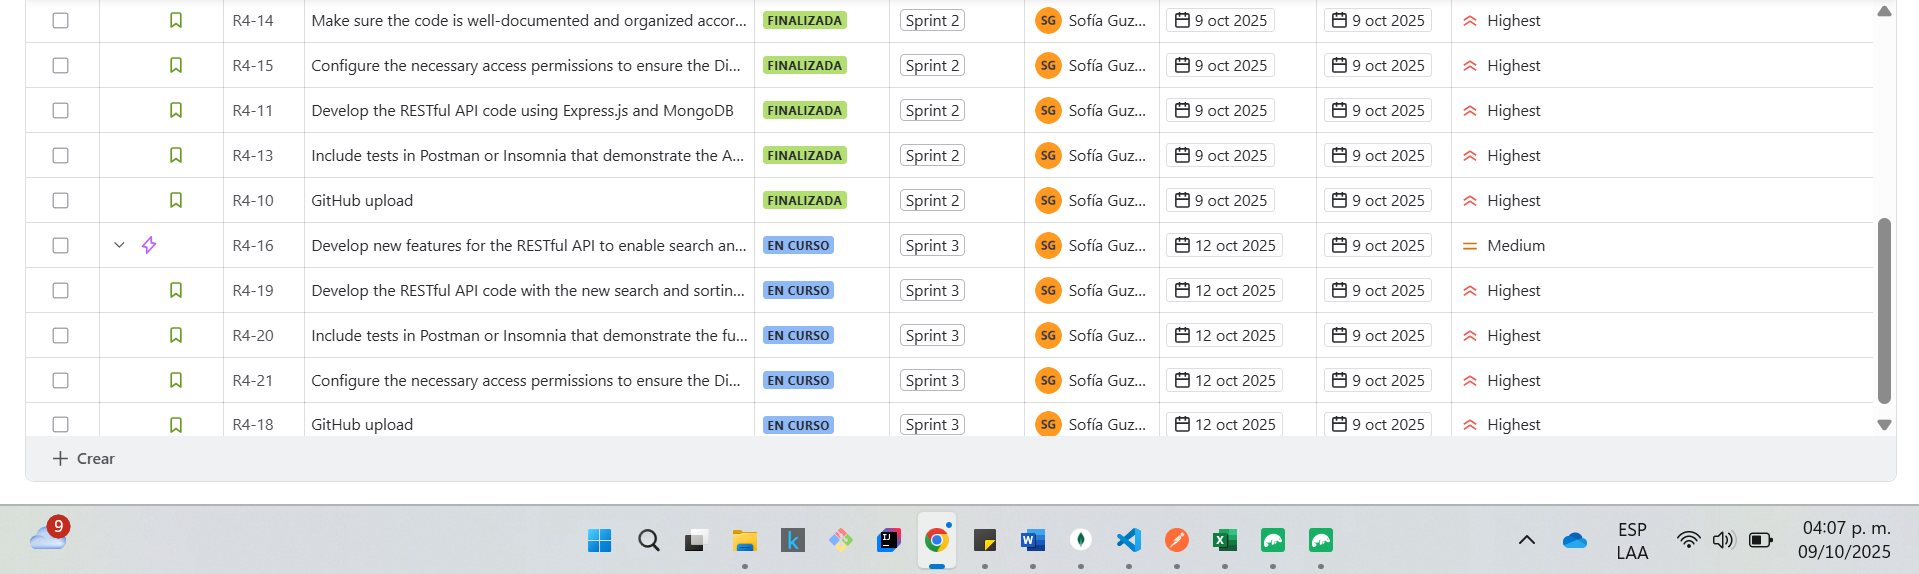 R4-14 Make sure the code is well-documented and organized accor... FINALIZADA Sprint 2 SG Sofía Guz... 9 oct 2025 9 oct 2025 Highest
R4-15 Configure the necessary access permissions to ensure the Di... FINALIZADA Sprint 2 SG Sofía Guz... 9 oct 2025 9 oct 2025 Highest
R4-11 Develop the RESTful API code using Express.js and MongoDB FINALIZADA Sprint 2 SG Sofía Guz... 9 oct 2025 9 oct 2025 Highest
R4-13 Include tests in Postman or Insomnia that demonstrate the A... FINALIZADA Sprint 2 SG Sofía Guz... 9 oct 2025 9 oct 2025 Highest
R4-10 GitHub upload FINALIZADA Sprint 2 SG Sofía Guz... 9 oct 2025 9 oct 2025 Highest
R4-16 Develop new features for the RESTful API to enable search an... EN CURSO Sprint 3 SG Sofía Guz... 12 oct 2025 9 oct 2025 Medium
R4-19 Develop the RESTful API code with the new search and sortin... EN CURSO Sprint 3 SG Sofía Guz... 12 oct 2025 9 oct 2025 Highest
R4-20 Include tests in Postman or Insomnia that demonstrate the fu... EN CURSO Sprint 3 SG Sofía Guz... 12 oct 2025 9 oct 2025 Highest
R4-21 Configure the necessary access permissions to ensure the Di... EN CURSO Sprint 3 SG Sofía Guz... 12 oct 2025 9 oct 2025 Highest
R4-18 GitHub upload EN CURSO Sprint 3 SG Sofía Guz... 12 oct 2025 9 oct 2025 Highest
+ Crear
9 ESP 04:07 p. m.
LAA 09/10/2025